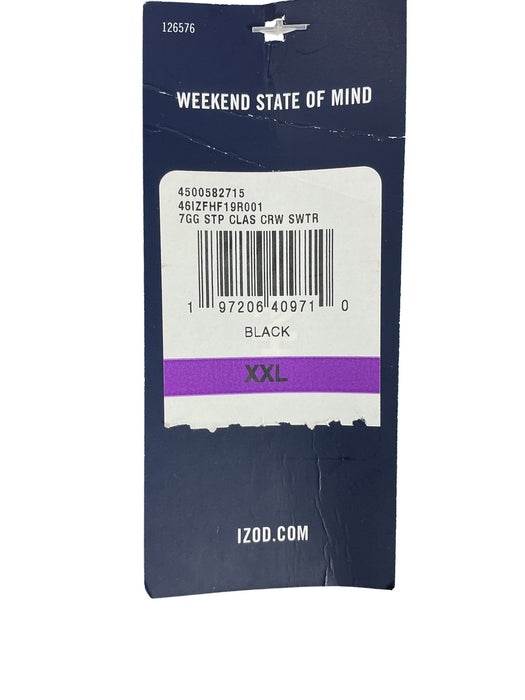 126576
WEEKEND STATE OF MIND
4500582715
46IZFHF19R001
7GG STP CLAS CRW SWTR
1 97206 40971 0
BLACK
XXL
IZOD.COM